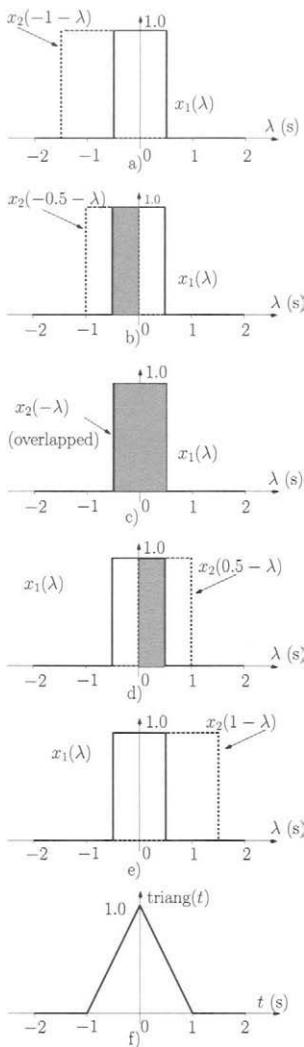 x₂(−1 − λ)
1.0
x₁(λ)
−2 −1 0 1 2 λ (s)
a)
x₂(−0.5 − λ)
1.0
x₁(λ)
−2 −1 0 1 2 λ (s)
b)
1.0
x₂(−λ)
(overlapped)
x₁(λ)
−2 −1 0 1 2 λ (s)
c)
1.0
x₁(λ)
x₂(0.5 − λ)
−2 −1 0 1 2 λ (s)
d)
1.0
x₂(1 − λ)
x₁(λ)
−2 −1 0 1 2 λ (s)
e)
triang(t)
1.0
−2 −1 0 1 2 t (s)
f)